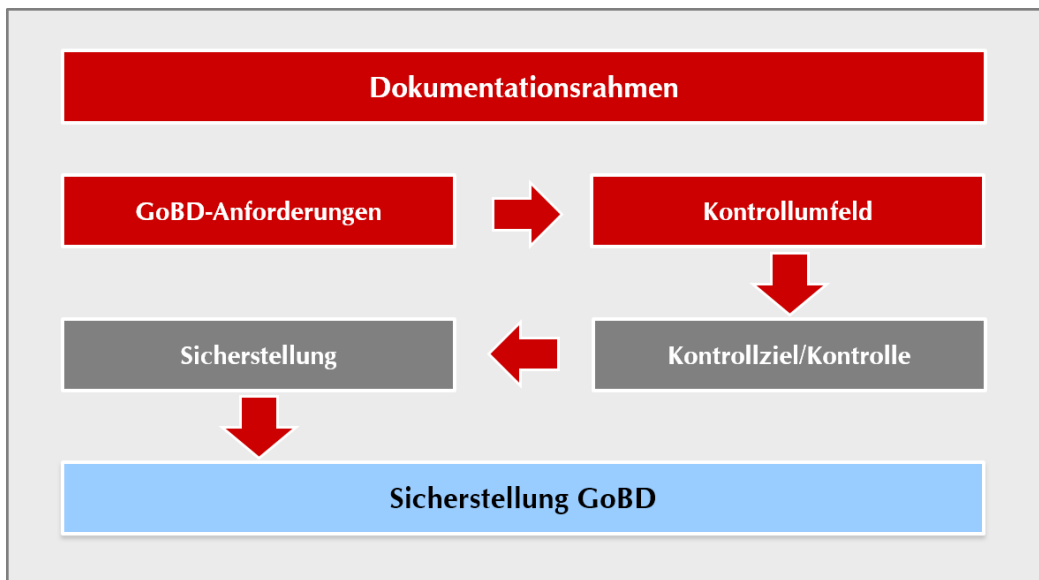 Dokumentationsrahmen
GoBD-Anforderungen
Kontrollumfeld
Sicherstellung
Kontrollziel/Kontrolle
Sicherstellung GoBD